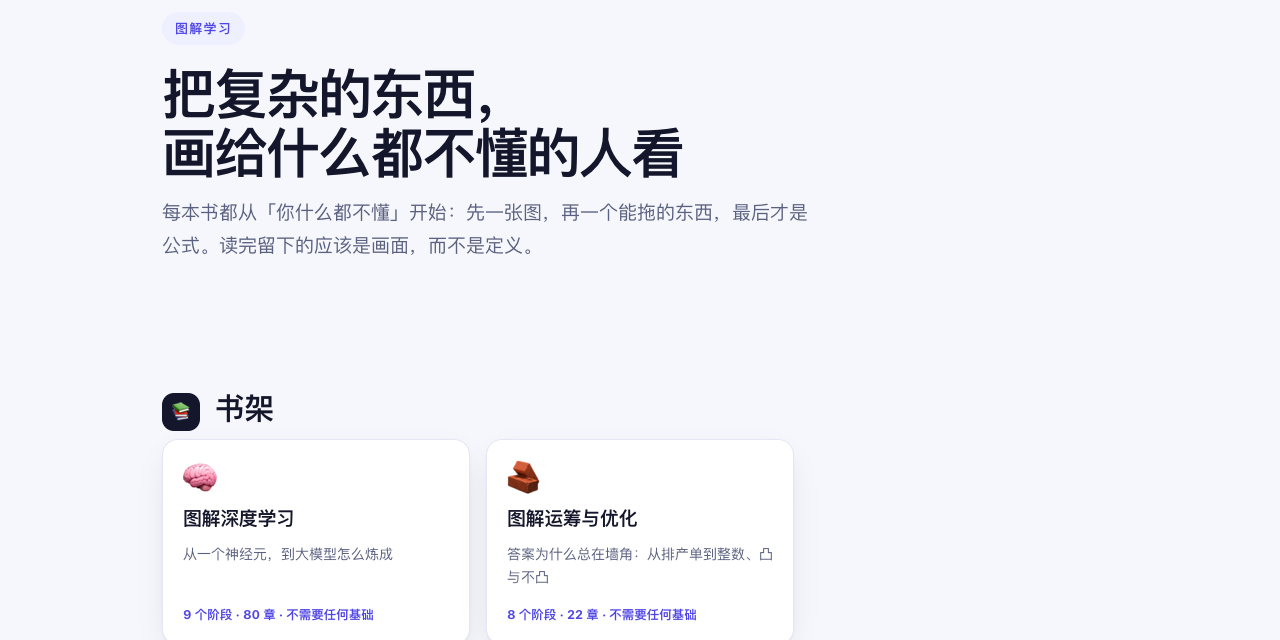 图解学习
把复杂的东西，
画给什么都不懂的人看
每本书都从「你什么都不懂」开始：先一张图，再一个能拖的东西，最后才是
公式。读完留下的应该是画面，而不是定义。
书架
图解深度学习
从一个神经元，到大模型怎么炼成
9 个阶段 · 80 章 · 不需要任何基础
图解运筹与优化
答案为什么总在墙角：从排产单到整数、凸
与不凸
8 个阶段 · 22 章 · 不需要任何基础